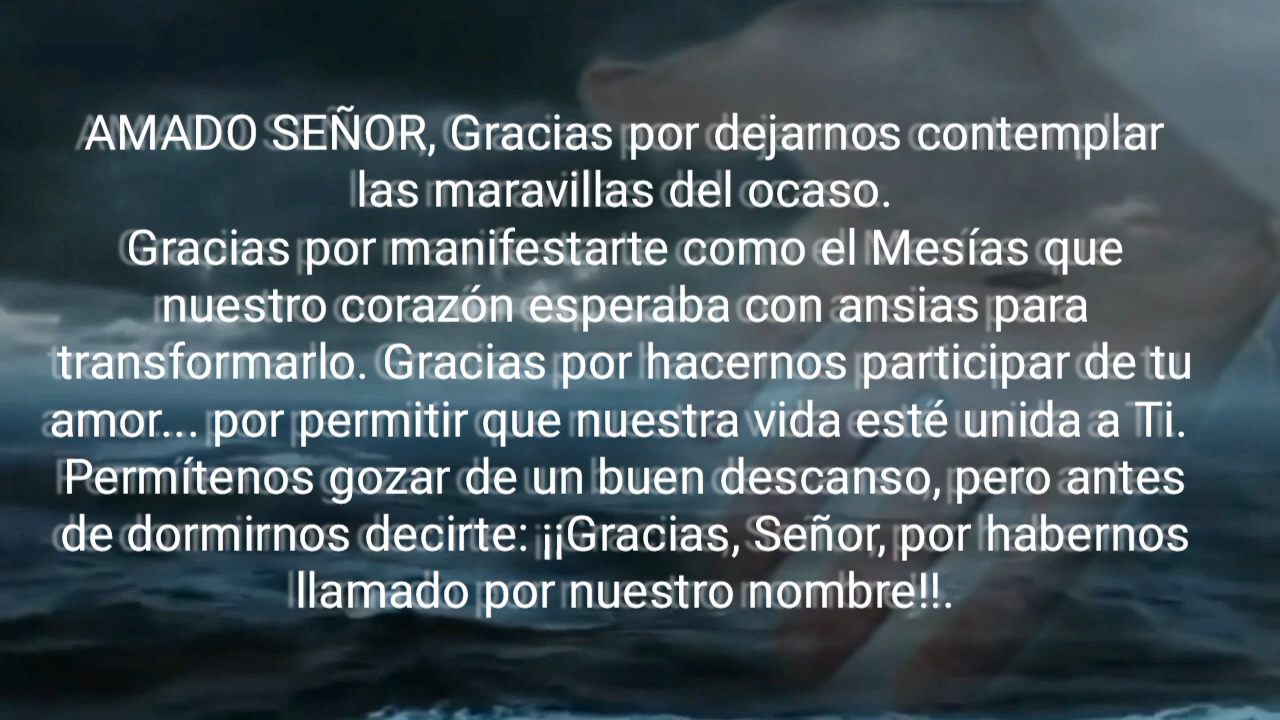 AMADO SEÑOR, Gracias por dejarnos contemplar
las maravillas del ocaso.
Gracias por manifestarte como el Mesías que
nuestro corazón esperaba con ansias para
transformarlo. Gracias por hacernos participar de tu
amor... por permitir que nuestra vida esté unida a Ti.
Permítenos gozar de un buen descanso, pero antes
de dormirnos decirte: ¡¡Gracias, Señor, por habernos
llamado por nuestro nombre!!.